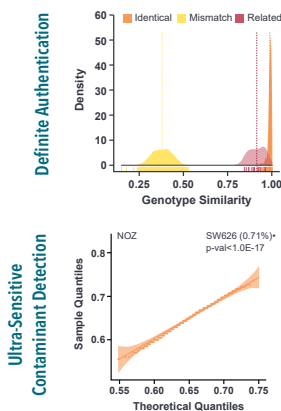 Definite Authentication
Identical Mismatch Related
Density
60
50
40
30
20
10
0
0.25 0.50 0.75 1.00
Genotype Similarity
Ultra-Sensitive
Contaminant Detection
NOZ SW626 (0.71%)•
p-val<1.0E-17
Sample Quantiles
0.8
0.7
0.6
0.55 0.60 0.65 0.70 0.75
Theoretical Quantiles